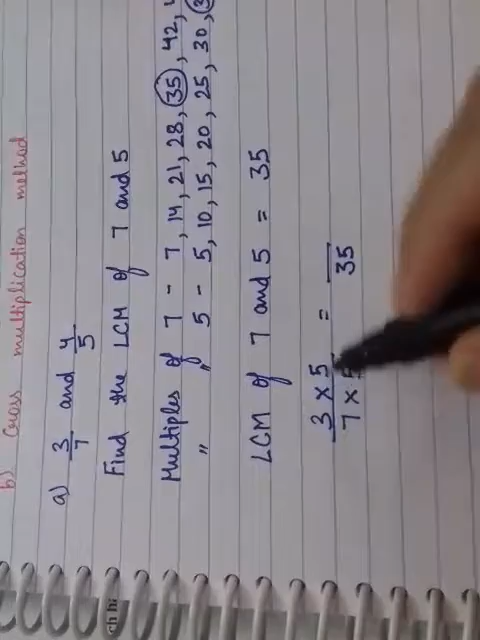 b) Cross multiplication method
a) 3/7 and 4/5
Find the LCM of 7 and 5
Multiples of 7 - 7, 14, 21, 28, 35, 42,
" 5 - 5, 10, 15, 20, 25, 30,
LCM of 7 and 5 = 35
3 × 5 =
7 × 35
ch hi